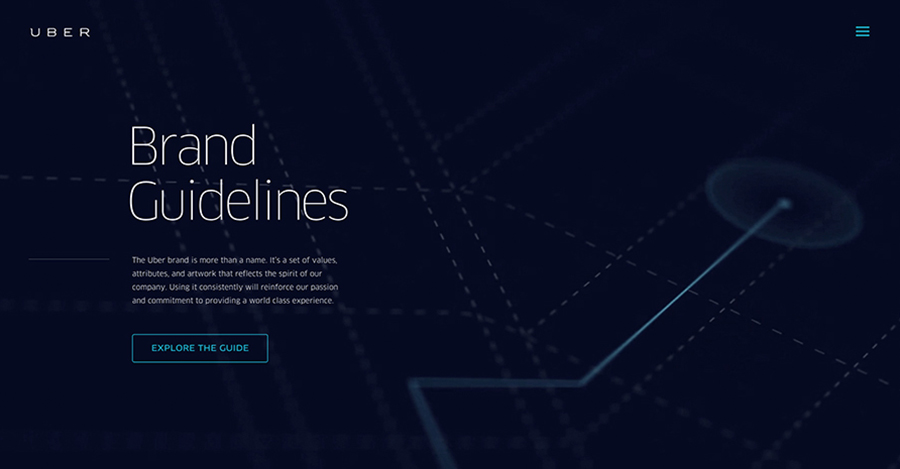 UBER
Brand
Guidelines
The Uber brand is more than a name. It's a set of values,
attributes, and artwork that reflects the spirit of our
company. Using it consistently will reinforce our passion
and commitment to providing a world class experience.
EXPLORE THE GUIDE